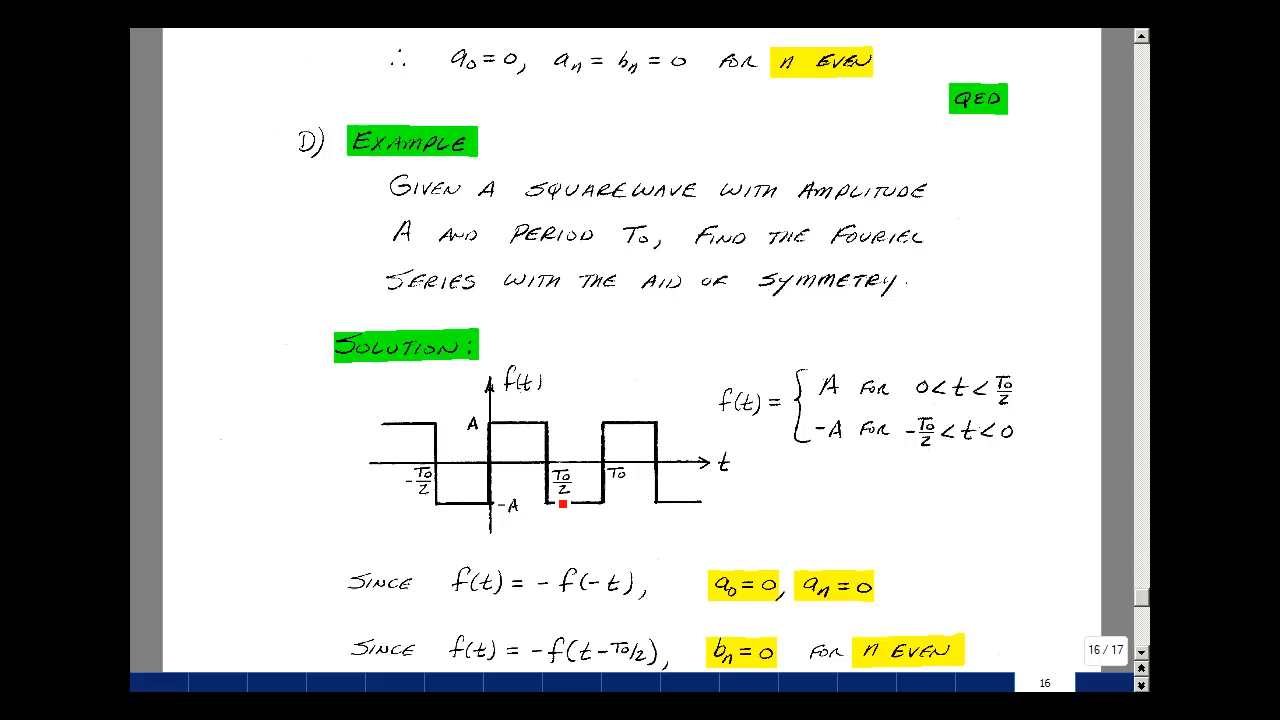 ∴ a₀ = 0, aₙ = bₙ = 0 FOR n EVEN
QED
D) EXAMPLE
GIVEN A SQUAREWAVE WITH AMPLITUDE
A AND PERIOD T₀, FIND THE FOURIER
SERIES WITH THE AID OF SYMMETRY.
SOLUTION:
f(t)
A
-T₀/2
T₀/2
T₀
t
-A
f(t) = { A FOR 0 < t < T₀/2
-A FOR -T₀/2 < t < 0
SINCE f(t) = - f(-t), a₀ = 0, aₙ = 0
SINCE f(t) = -f(t-T₀/2), bₙ = 0 FOR n EVEN
16 / 17
16